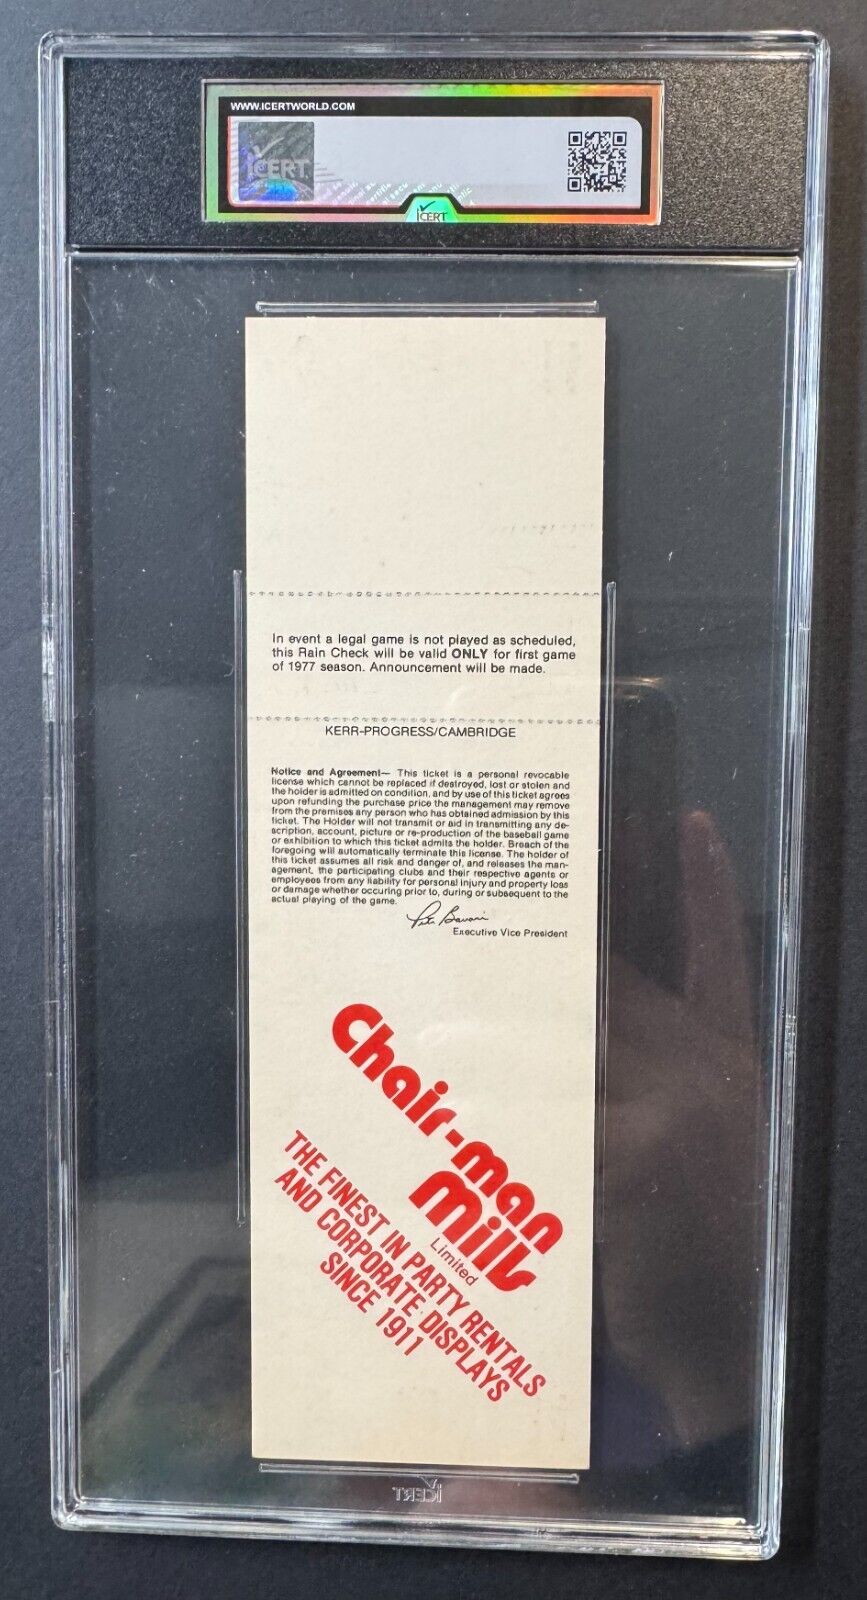 WWW.ICERTWORLD.COM
iCERT
iCERT
In event a legal game is not played as scheduled,
this Rain Check will be valid ONLY for first game
of 1977 season. Announcement will be made.
KERR-PROGRESS/CAMBRIDGE
Notice and Agreement— This ticket is a personal revocable
license which cannot be replaced if destroyed, lost or stolen and
the holder is admitted on condition, and by use of this ticket agrees
upon refunding the purchase price the management may remove
from the premises any person who has obtained admission by this
ticket. The Holder will not transmit or aid in transmitting any de-
scription, account, picture or re-production of the baseball game
or exhibition to which this ticket admits the holder. Breach of the
foregoing will automatically terminate this license. The holder of
this ticket assumes all risk and danger of, and releases the man-
agement, the participating clubs and their respective agents or
employees from any liability for personal injury and property loss
or damage whether occuring prior to, during or subsequent to the
actual playing of the game.
Executive Vice President
Chair-man
Mills
Limited
THE FINEST IN PARTY RENTALS
AND CORPORATE DISPLAYS
SINCE 1911
iCERT